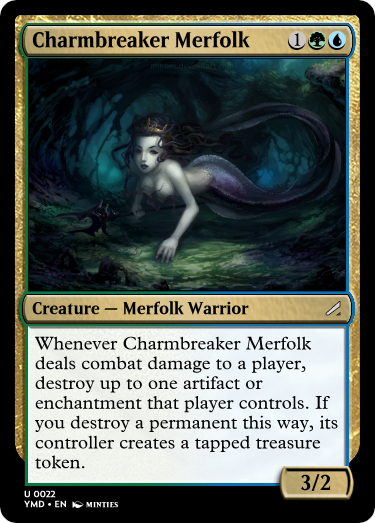 Charmbreaker Merfolk 1
Creature — Merfolk Warrior
Whenever Charmbreaker Merfolk
deals combat damage to a player,
destroy up to one artifact or
enchantment that player controls. If
you destroy a permanent this way, its
controller creates a tapped treasure
token.
3/2
U 0022
YMD • EN MINTIES